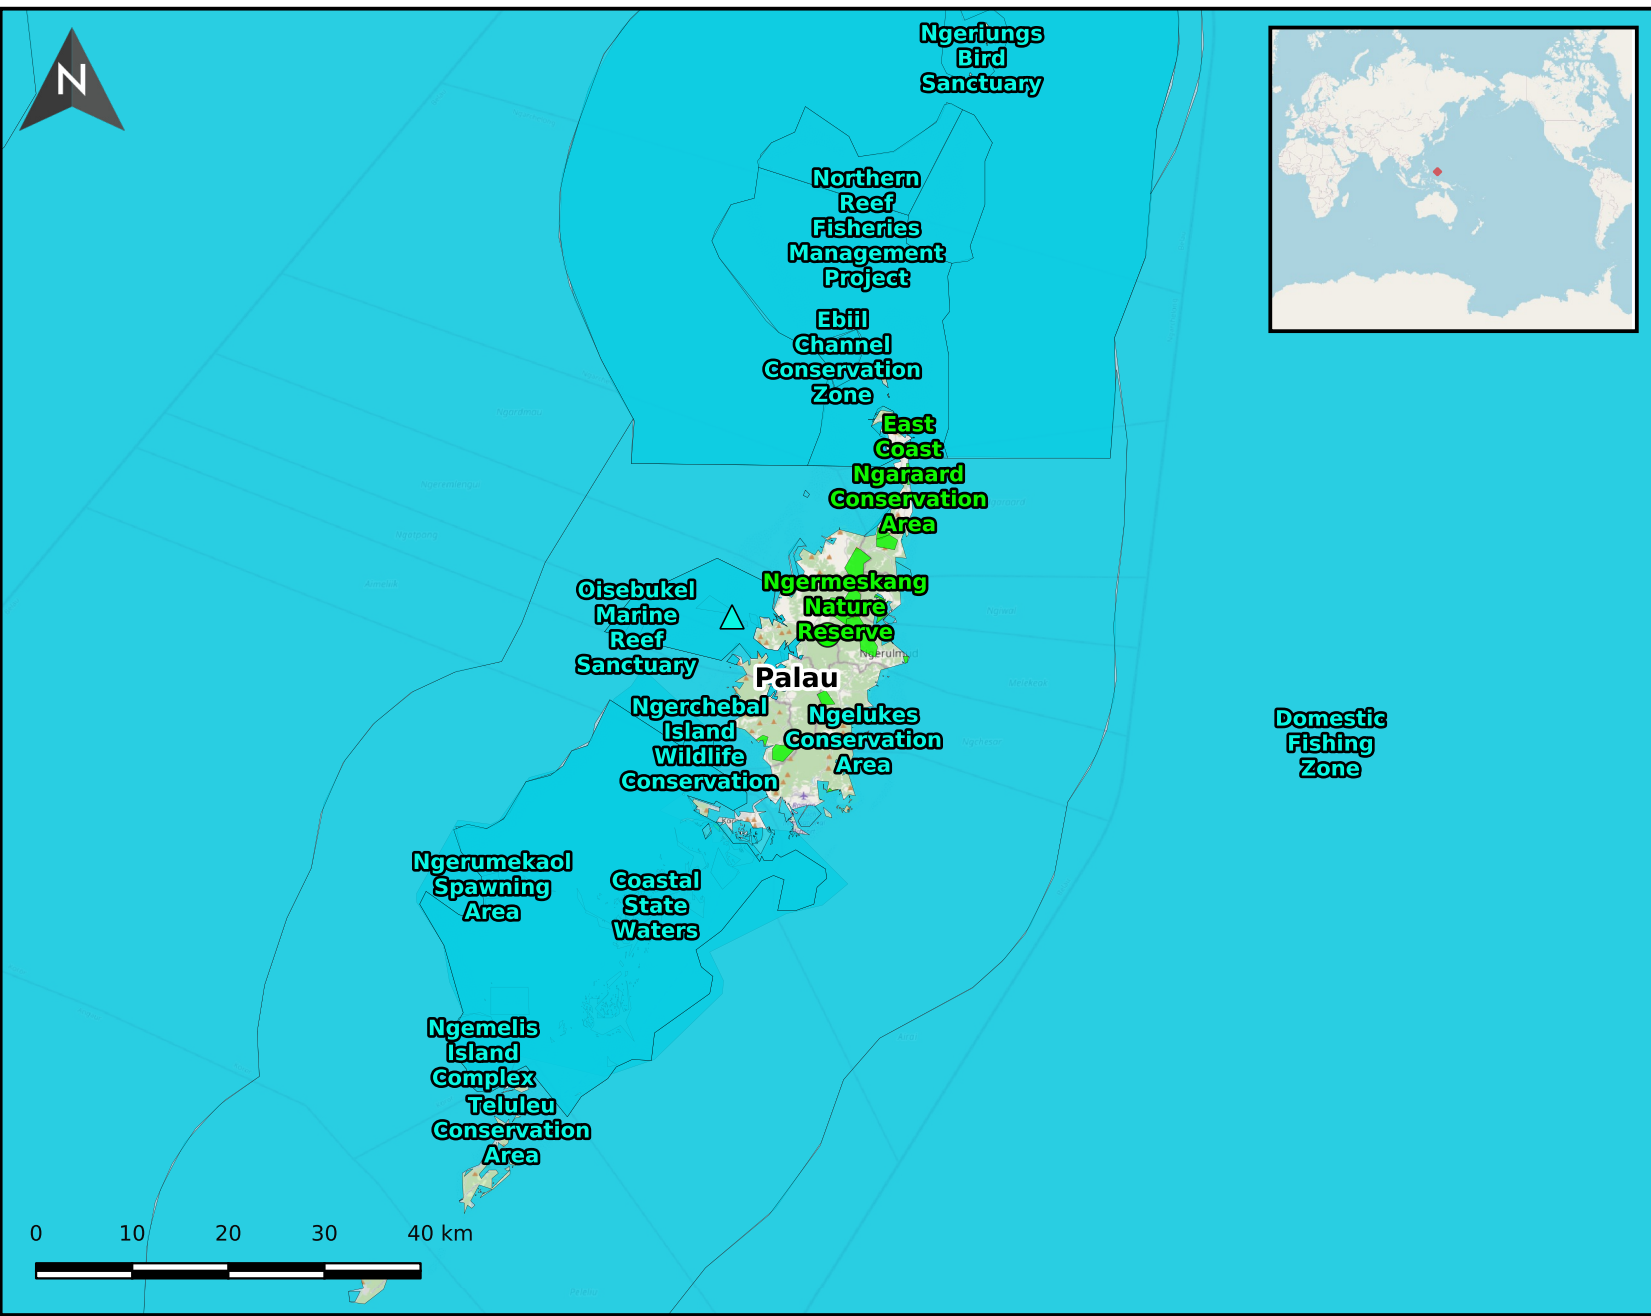 N
Ngeriungs
Bird
Sanctuary
Northern
Reef
Fisheries
Management
Project
Ebiil
Channel
Conservation
Zone
East
Coast
Ngaraard
Conservation
Area
Ngermeskang
Nature
Reserve
Oisebukel
Marine
Reef
Sanctuary
Ngerulmud
Palau
Ngerchebal
Island
Wildlife
Conservation
Ngelukes
Conservation
Area
Domestic
Fishing
Zone
Ngerumekaol
Spawning
Area
Coastal
State
Waters
Ngemelis
Island
Complex
Teluleu
Conservation
Area
0 10 20 30 40 km